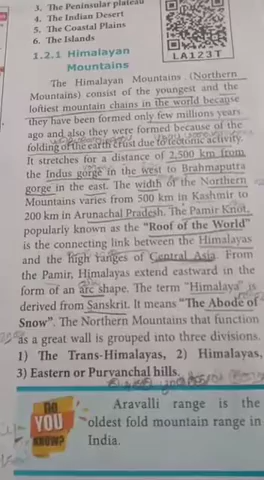 3. The Peninsular plateau
4. The Indian Desert
5. The Coastal Plains
6. The Islands
LA123T
1.2.1 Himalayan
Mountains
The Himalayan Mountains (Northern
Mountains) consist of the youngest and the
loftiest mountain chains in the world because
they have been formed only few millions years
ago and also they were formed because of the
folding of the earth crust due to tectonic activity.
It stretches for a distance of 2,500 km from
the Indus gorge in the west to Brahmaputra
gorge in the east. The width of the Northern
Mountains varies from 500 km in Kashmir to
200 km in Arunachal Pradesh. The Pamir Knot,
popularly known as the “Roof of the World”
is the connecting link between the Himalayas
and the high ranges of Central Asia. From
the Pamir, Himalayas extend eastward in the
form of an arc shape. The term “Himalaya” is
derived from Sanskrit. It means “The Abode of
Snow”. The Northern Mountains that function
as a great wall is grouped into three divisions.
1) The Trans-Himalayas, 2) Himalayas,
3) Eastern or Purvanchal hills.
DO
YOU
KNOW?
Aravalli range is the
oldest fold mountain range in
India.